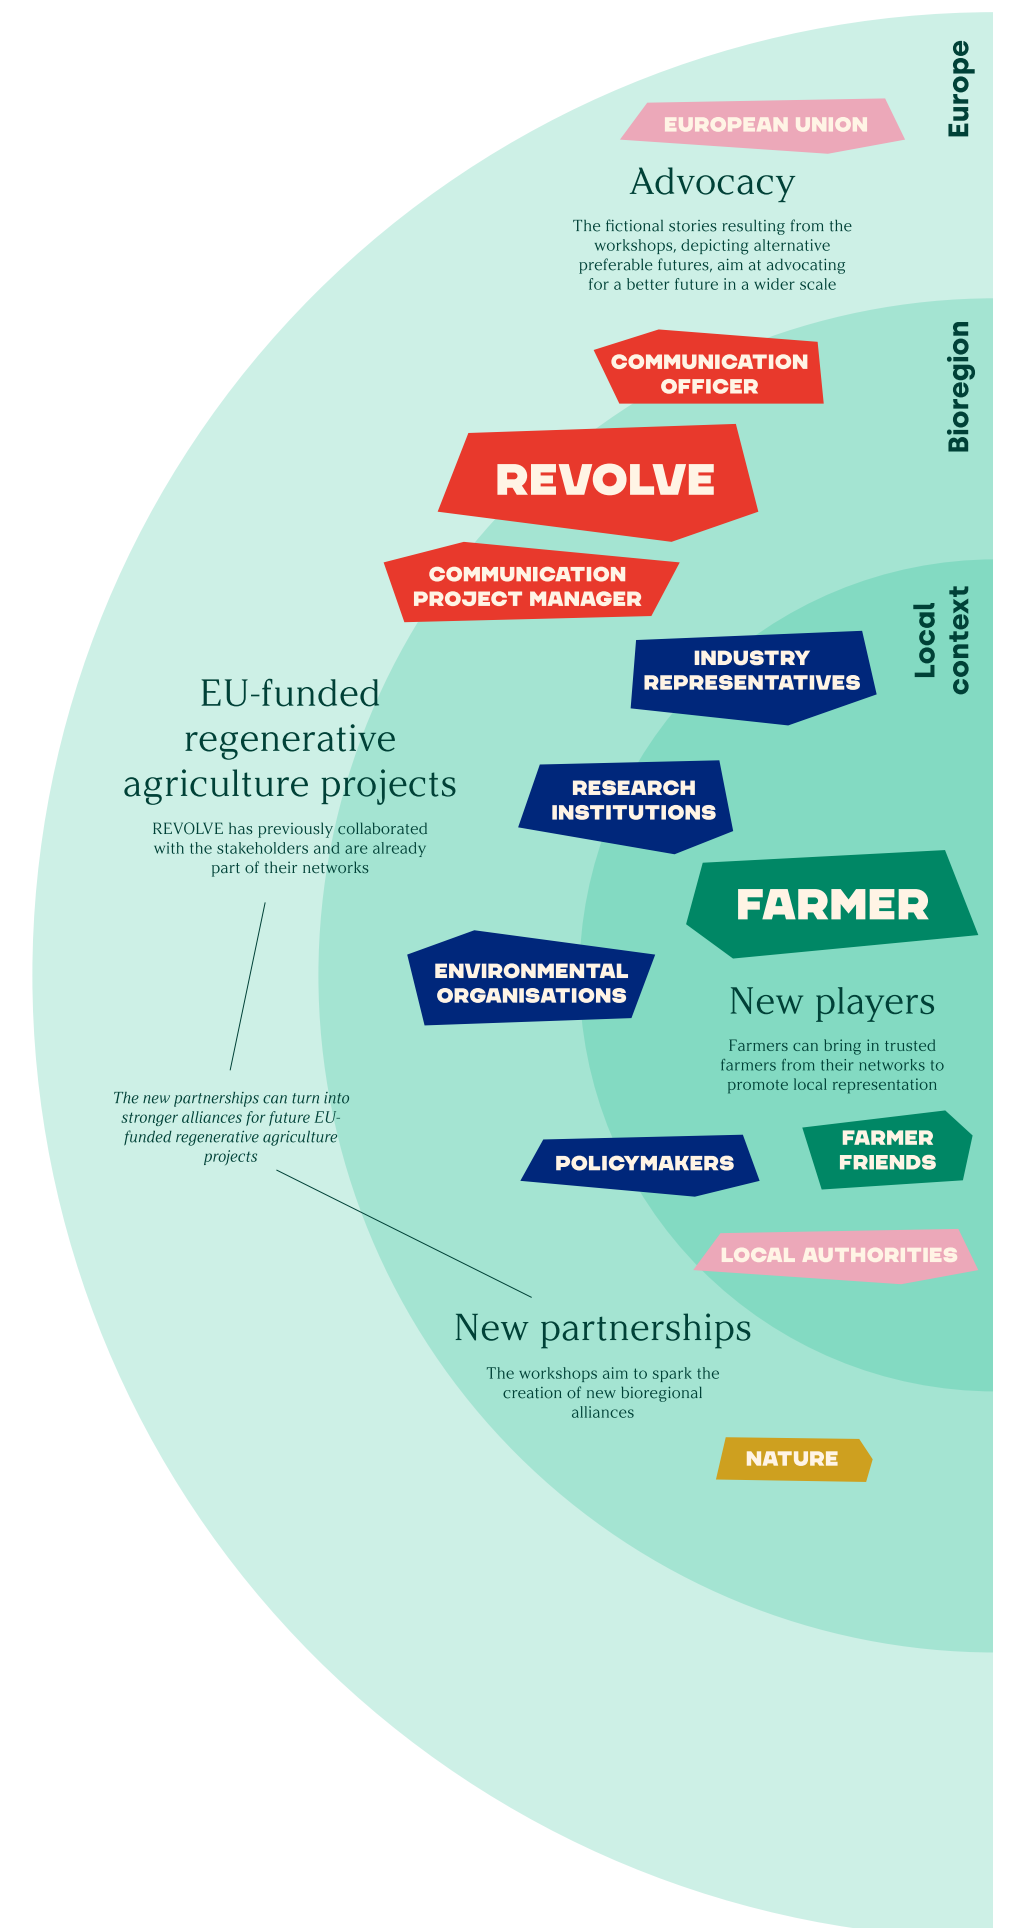 Europe
EUROPEAN UNION
Advocacy
The fictional stories resulting from the
workshops, depicting alternative
preferable futures, aim at advocating
for a better future in a wider scale
Bioregion
COMMUNICATION
OFFICER
REVOLVE
COMMUNICATION
PROJECT MANAGER
Local
context
INDUSTRY
REPRESENTATIVES
EU-funded
regenerative
agriculture projects
REVOLVE has previously collaborated
with the stakeholders and are already
part of their networks
RESEARCH
INSTITUTIONS
FARMER
ENVIRONMENTAL
ORGANISATIONS
New players
Farmers can bring in trusted
farmers from their networks to
promote local representation
The new partnerships can turn into
stronger alliances for future EU-
funded regenerative agriculture
projects
POLICYMAKERS
FARMER
FRIENDS
LOCAL AUTHORITIES
New partnerships
The workshops aim to spark the
creation of new bioregional
alliances
NATURE